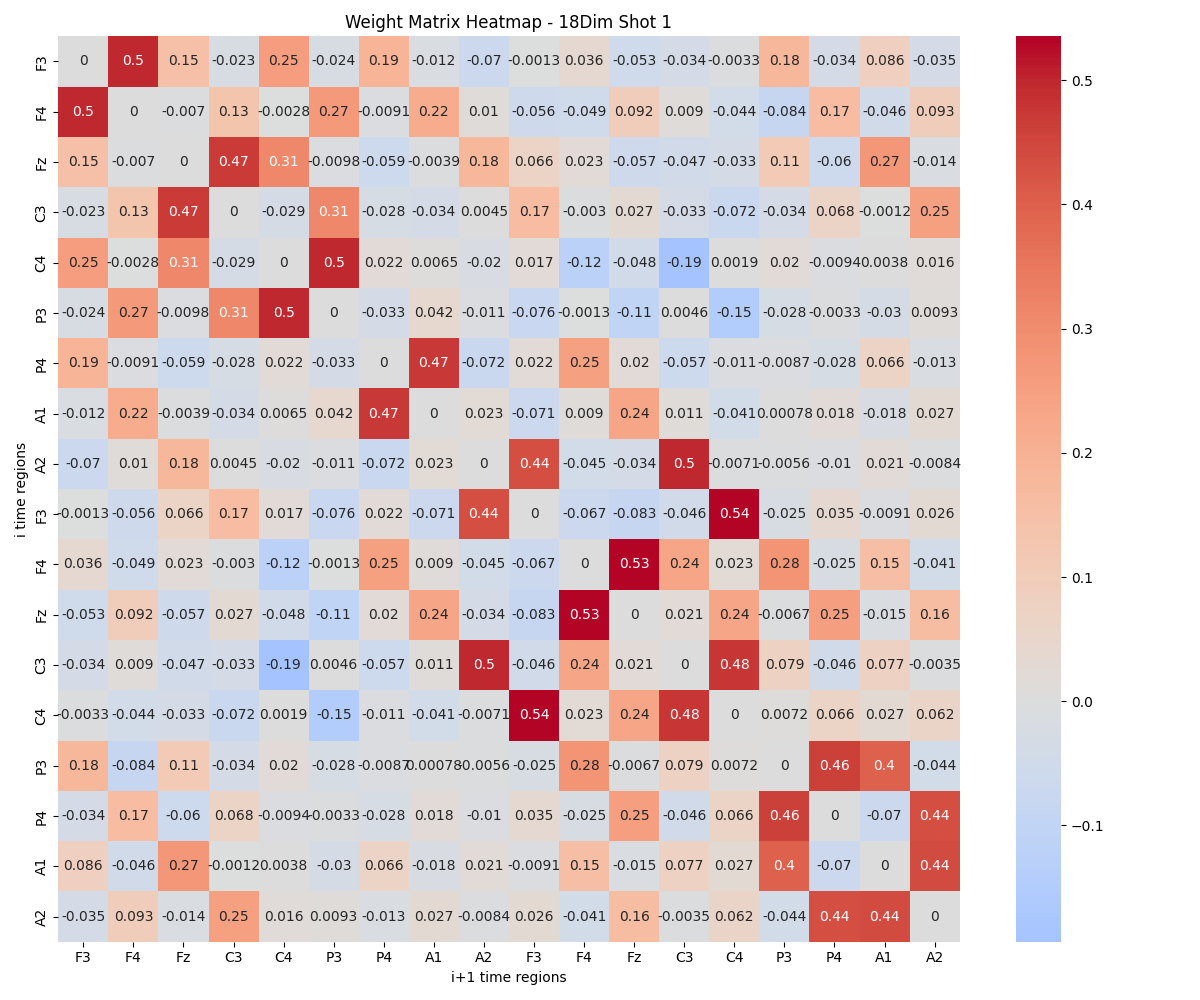 Weight Matrix Heatmap - 18Dim Shot 1
F3 0 0.5 0.15 -0.023 0.25 -0.024 0.19 -0.012 -0.07 -0.0013 0.036 -0.053 -0.034 -0.0033 0.18 -0.034 0.086 -0.035
F4 0.5 0 -0.007 0.13 -0.0028 0.27 -0.0091 0.22 0.01 -0.056 -0.049 0.092 0.009 -0.044 -0.084 0.17 -0.046 0.093
Fz 0.15 -0.007 0 0.47 0.31 -0.0098 -0.059 -0.0039 0.18 0.066 0.023 -0.057 -0.047 -0.033 0.11 -0.06 0.27 -0.014
C3 -0.023 0.13 0.47 0 -0.029 0.31 -0.028 -0.034 0.0045 0.17 -0.003 0.027 -0.033 -0.072 -0.034 0.068 -0.0012 0.25
C4 0.25 -0.0028 0.31 -0.029 0 0.5 0.022 0.0065 -0.02 0.017 -0.12 -0.048 -0.19 0.0019 0.02 -0.0094 0.0038 0.016
P3 -0.024 0.27 -0.0098 0.31 0.5 0 -0.033 0.042 -0.011 -0.076 -0.0013 -0.11 0.0046 -0.15 -0.028 -0.0033 -0.03 0.0093
P4 0.19 -0.0091 -0.059 -0.028 0.022 -0.033 0 0.47 -0.072 0.022 0.25 0.02 -0.057 -0.011 -0.0087 -0.028 0.066 -0.013
A1 -0.012 0.22 -0.0039 -0.034 0.0065 0.042 0.47 0 0.023 -0.071 0.009 0.24 0.011 -0.041 0.00078 0.018 -0.018 0.027
A2 -0.07 0.01 0.18 0.0045 -0.02 -0.011 -0.072 0.023 0 0.44 -0.045 -0.034 0.5 -0.0071 -0.0056 -0.01 0.021 -0.0084
F3 -0.0013 -0.056 0.066 0.17 0.017 -0.076 0.022 -0.071 0.44 0 -0.067 -0.083 -0.046 0.54 -0.025 0.035 -0.0091 0.026
F4 0.036 -0.049 0.023 -0.003 -0.12 -0.0013 0.25 0.009 -0.045 -0.067 0 0.53 0.24 0.023 0.28 -0.025 0.15 -0.041
Fz -0.053 0.092 -0.057 0.027 -0.048 -0.11 0.02 0.24 -0.034 -0.083 0.53 0 0.021 0.24 -0.0067 0.25 -0.015 0.16
C3 -0.034 0.009 -0.047 -0.033 -0.19 0.0046 -0.057 0.011 0.5 -0.046 0.24 0.021 0 0.48 0.079 -0.046 0.077 -0.0035
C4 -0.0033 -0.044 -0.033 -0.072 0.0019 -0.15 -0.011 -0.041 -0.0071 0.54 0.023 0.24 0.48 0 0.0072 0.066 0.027 0.062
P3 0.18 -0.084 0.11 -0.034 0.02 -0.028 -0.0087 0.00078 -0.0056 -0.025 0.28 -0.0067 0.079 0.0072 0 0.46 0.4 -0.044
P4 -0.034 0.17 -0.06 0.068 -0.0094 -0.0033 -0.028 0.018 -0.01 0.035 -0.025 0.25 -0.046 0.066 0.46 0 -0.07 0.44
A1 0.086 -0.046 0.27 -0.0012 0.0038 -0.03 0.066 -0.018 0.021 -0.0091 0.15 -0.015 0.077 0.027 0.4 -0.07 0 0.44
A2 -0.035 0.093 -0.014 0.25 0.016 0.0093 -0.013 0.027 -0.0084 0.026 -0.041 0.16 -0.0035 0.062 -0.044 0.44 0.44 0
F3 F4 Fz C3 C4 P3 P4 A1 A2 F3 F4 Fz C3 C4 P3 P4 A1 A2
i+1 time regions
i time regions
0.5
0.4
0.3
0.2
0.1
0.0
−0.1